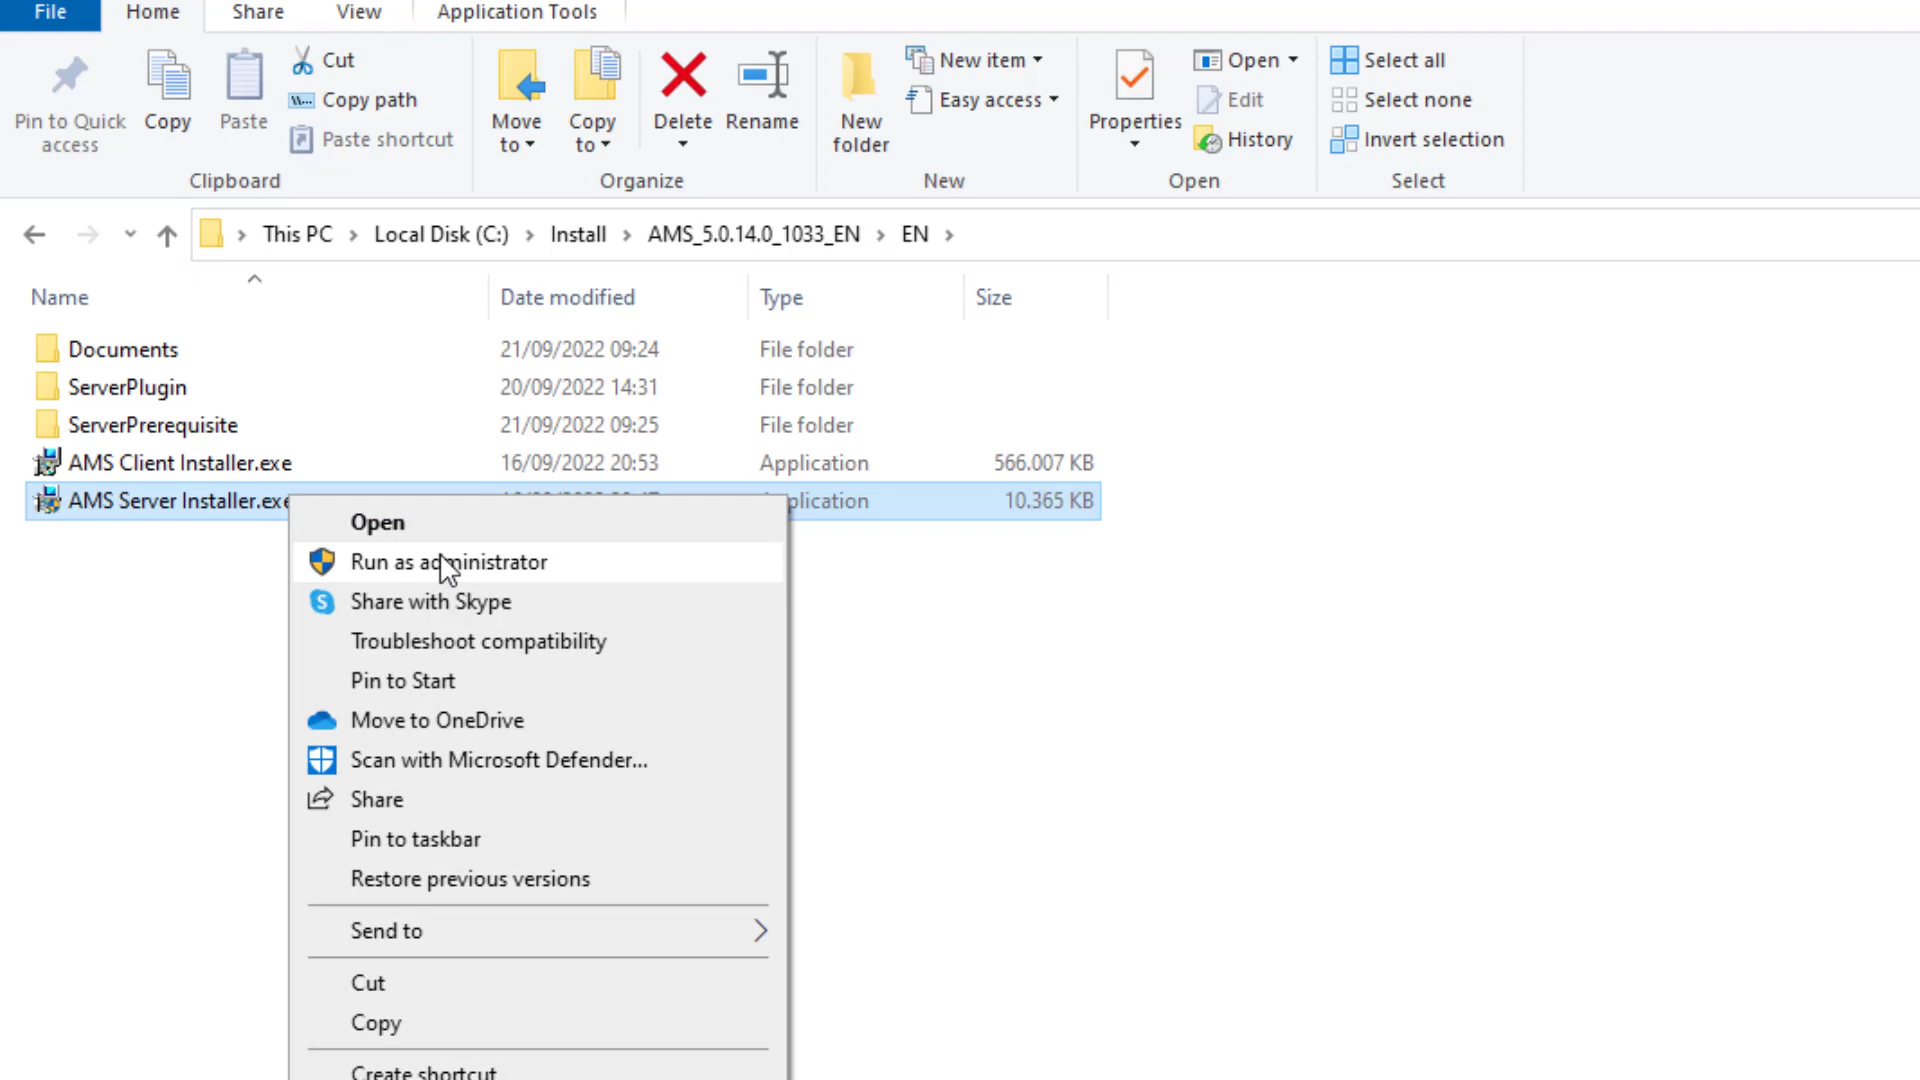 File Home Share View Application Tools
Pin to Quick access
Copy
Paste
Cut
Copy path
Paste shortcut
Clipboard
Move to
Copy to
Delete
Rename
Organize
New folder
New item
Easy access
New
Properties
Open
Edit
History
Open
Select all
Select none
Invert selection
Select
This PC > Local Disk (C:) > Install > AMS_5.0.14.0_1033_EN > EN >
Name Date modified Type Size
Documents 21/09/2022 09:24 File folder
ServerPlugin 20/09/2022 14:31 File folder
ServerPrerequisite 21/09/2022 09:25 File folder
AMS Client Installer.exe 16/09/2022 20:53 Application 566.007 KB
AMS Server Installer.exe plication 10.365 KB
Open
Run as administrator
Share with Skype
Troubleshoot compatibility
Pin to Start
Move to OneDrive
Scan with Microsoft Defender...
Share
Pin to taskbar
Restore previous versions
Send to
Cut
Copy
Create shortcut